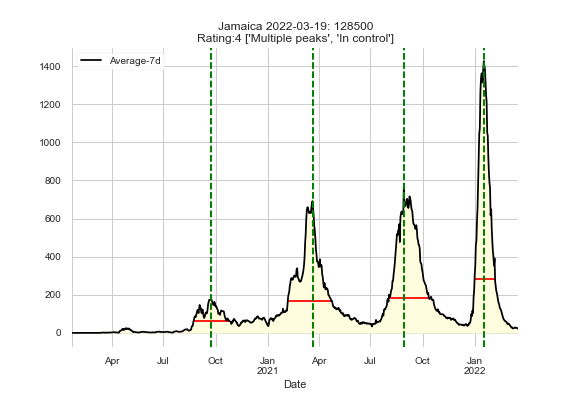 Jamaica 2022-03-19: 128500
Rating:4 ['Multiple peaks', 'In control']
Average-7d
1400
1200
1000
800
600
400
200
0
Apr Jul Oct Jan Apr Jul Oct Jan
2021 2022
Date